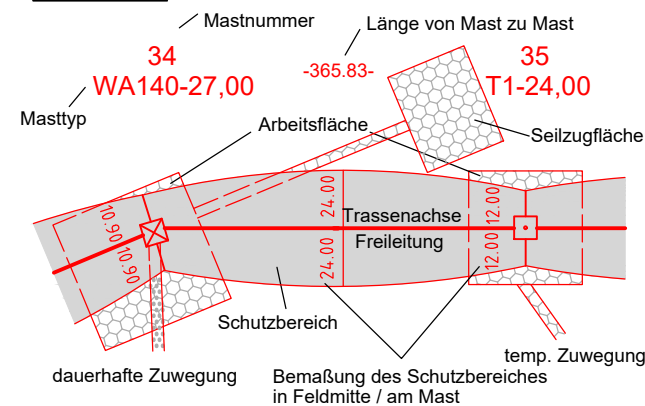 Mastnummer
Länge von Mast zu Mast
34
-365.83-
35
WA140-27,00
T1-24,00
Masttyp
Arbeitsfläche
Seilzugfläche
10.90
24.00
12.00
Trassenachse
Freileitung
10.90
24.00
12.00
Schutzbereich
temp. Zuwegung
dauerhafte Zuwegung
Bemaßung des Schutzbereiches
in Feldmitte / am Mast